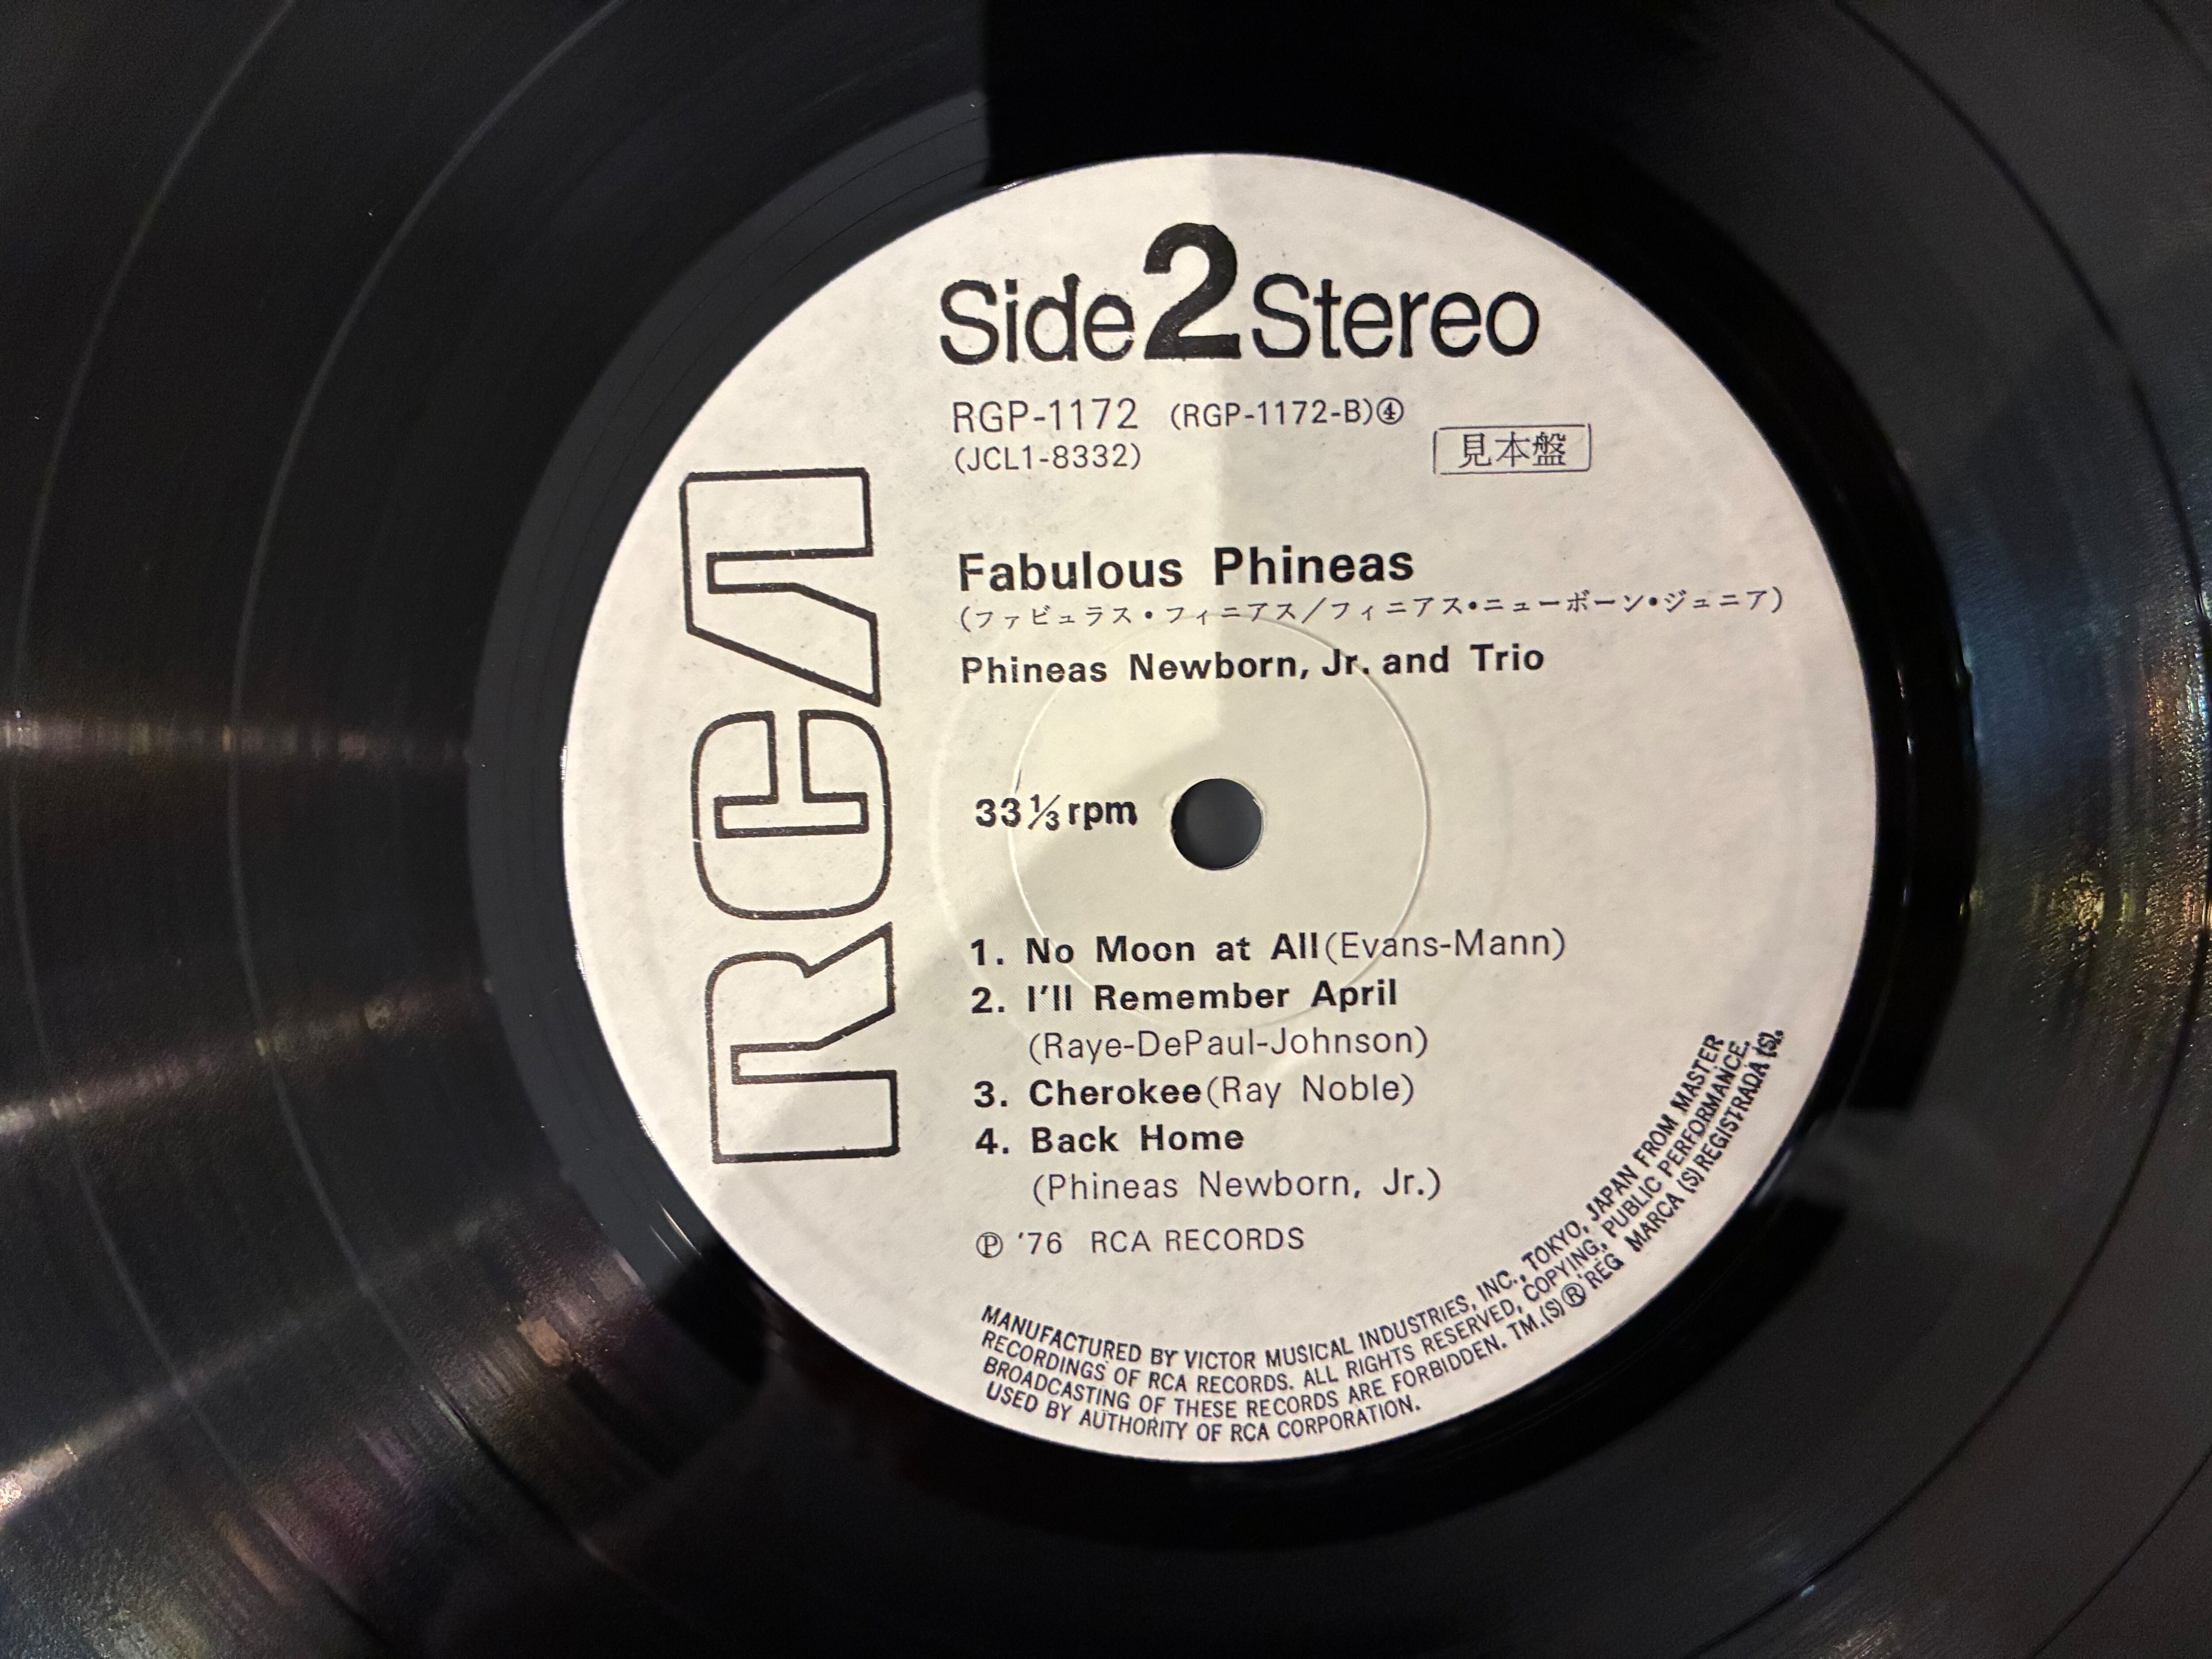 Side 2 Stereo
RGP-1172 (RGP-1172-B)④
(JCL1-8332)
見本盤
RCA
Fabulous Phineas
(ファビュラス・フィニアス/フィニアス•ニューボーン•ジュニア)
Phineas Newborn, Jr. and Trio
33⅓ rpm
1. No Moon at All (Evans-Mann)
2. I'll Remember April
(Raye-DePaul-Johnson)
3. Cherokee (Ray Noble)
4. Back Home
(Phineas Newborn, Jr.)
Ⓟ '76 RCA RECORDS
MANUFACTURED BY VICTOR MUSICAL INDUSTRIES, INC., TOKYO, JAPAN FROM MASTER
RECORDINGS OF RCA RECORDS. ALL RIGHTS RESERVED, COPYING, PUBLIC PERFORMANCE,
BROADCASTING OF THESE RECORDS ARE FORBIDDEN. TM.(S)® REG MARCA (S) REGISTRADA (S).
USED BY AUTHORITY OF RCA CORPORATION.